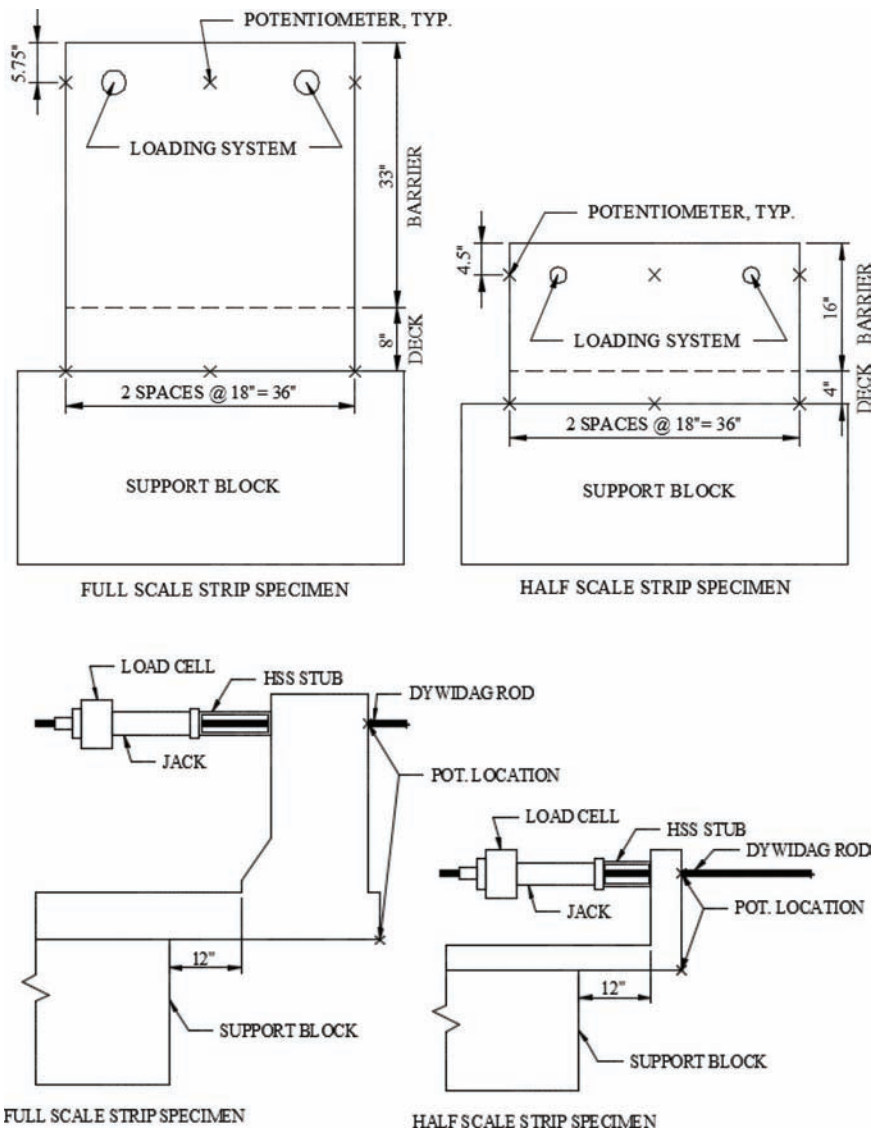 POTENTIOMETER, TYP.
5.75"
LOADING SYSTEM
33"
BARRIER
8"
DECK
2 SPACES @ 18" = 36"
SUPPORT BLOCK
FULL SCALE STRIP SPECIMEN
POTENTIOMETER, TYP.
4.5"
LOADING SYSTEM
16"
BARRIER
4"
DECK
2 SPACES @ 18" = 36"
SUPPORT BLOCK
HALF SCALE STRIP SPECIMEN
LOAD CELL
HSS STUB
DYWIDAG ROD
JACK
POT. LOCATION
12"
SUPPORT BLOCK
FULL SCALE STRIP SPECIMEN
LOAD CELL
HSS STUB
DYWIDAG ROD
JACK
POT. LOCATION
12"
SUPPORT BLOCK
HALF SCALE STRIP SPECIMEN